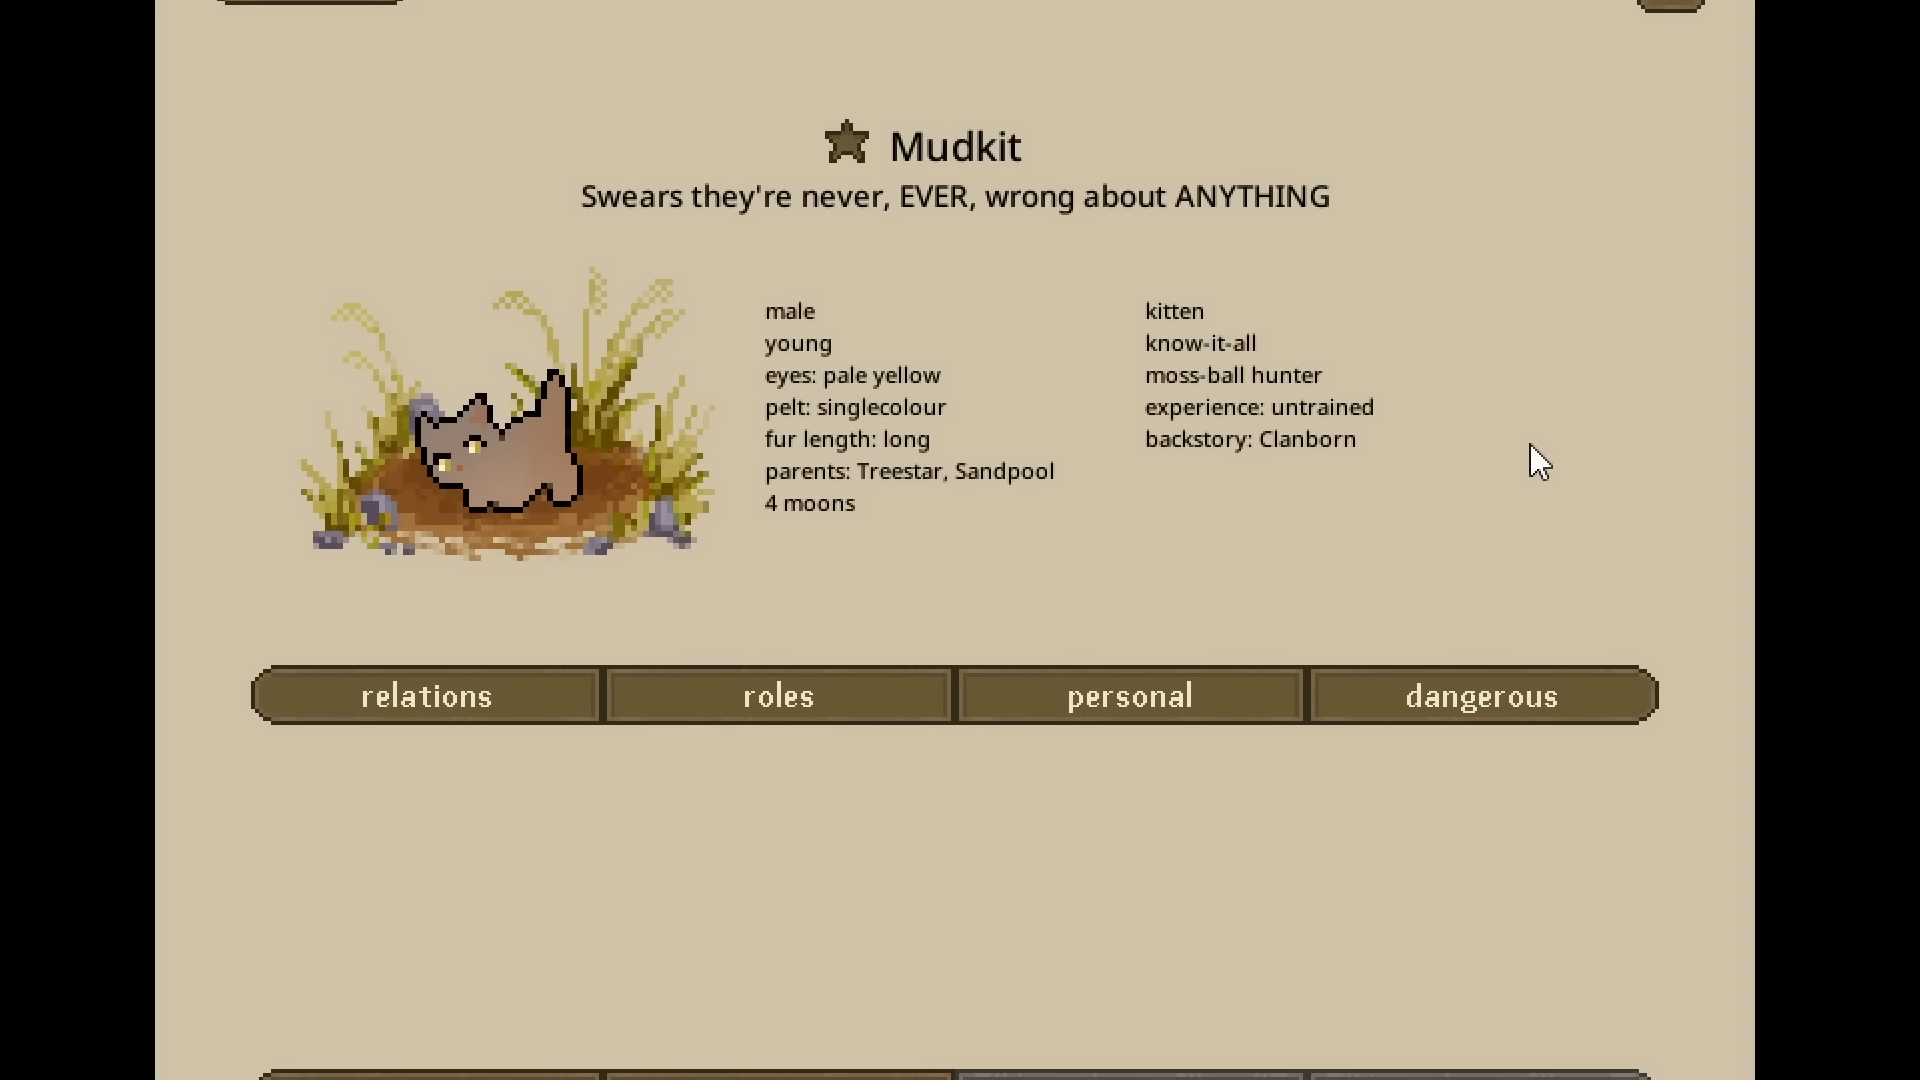 Mudkit
Swears they're never, EVER, wrong about ANYTHING
male
young
eyes: pale yellow
pelt: singlecolour
fur length: long
parents: Treestar, Sandpool
4 moons
kitten
know-it-all
moss-ball hunter
experience: untrained
backstory: Clanborn
relations
roles
personal
dangerous